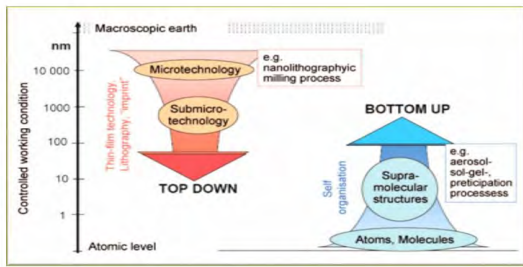 Macroscopic earth
nm
10 000
1000
100
10
1
Atomic level
Controlled working condition
Thin-film technology,
Lithography, "imprint"
Microtechnology
Submicro-
technology
TOP DOWN
e.g.
nanolithographyic
milling process
BOTTOM UP
Self
organisation
Supra-
molecular
structures
Atoms, Molecules
e.g.
aerosol-
sol-gel-,
preticipation
processess